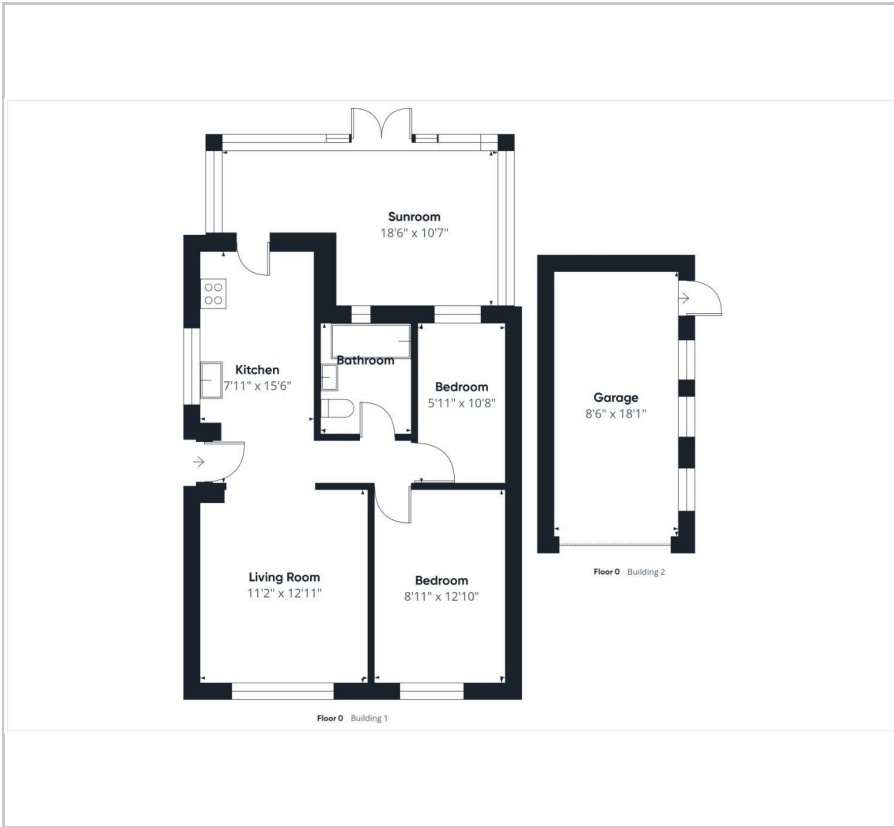 Sunroom
18'6" x 10'7"
Kitchen
7'11" x 15'6"
Bathroom
Bedroom
5'11" x 10'8"
Garage
8'6" x 18'1"
Living Room
11'2" x 12'11"
Bedroom
8'11" x 12'10"
Floor 0 Building 2
Floor 0 Building 1